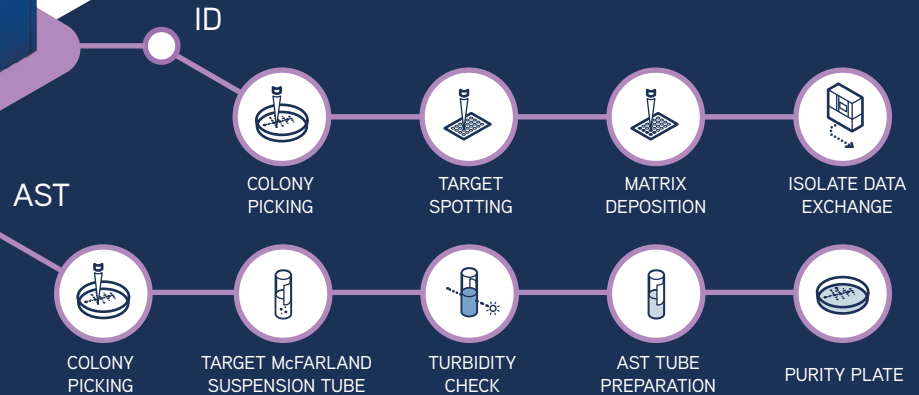 ID
COLONY
PICKING
TARGET
SPOTTING
MATRIX
DEPOSITION
ISOLATE DATA
EXCHANGE
AST
COLONY
PICKING
TARGET McFARLAND
SUSPENSION TUBE
TURBIDITY
CHECK
AST TUBE
PREPARATION
PURITY PLATE